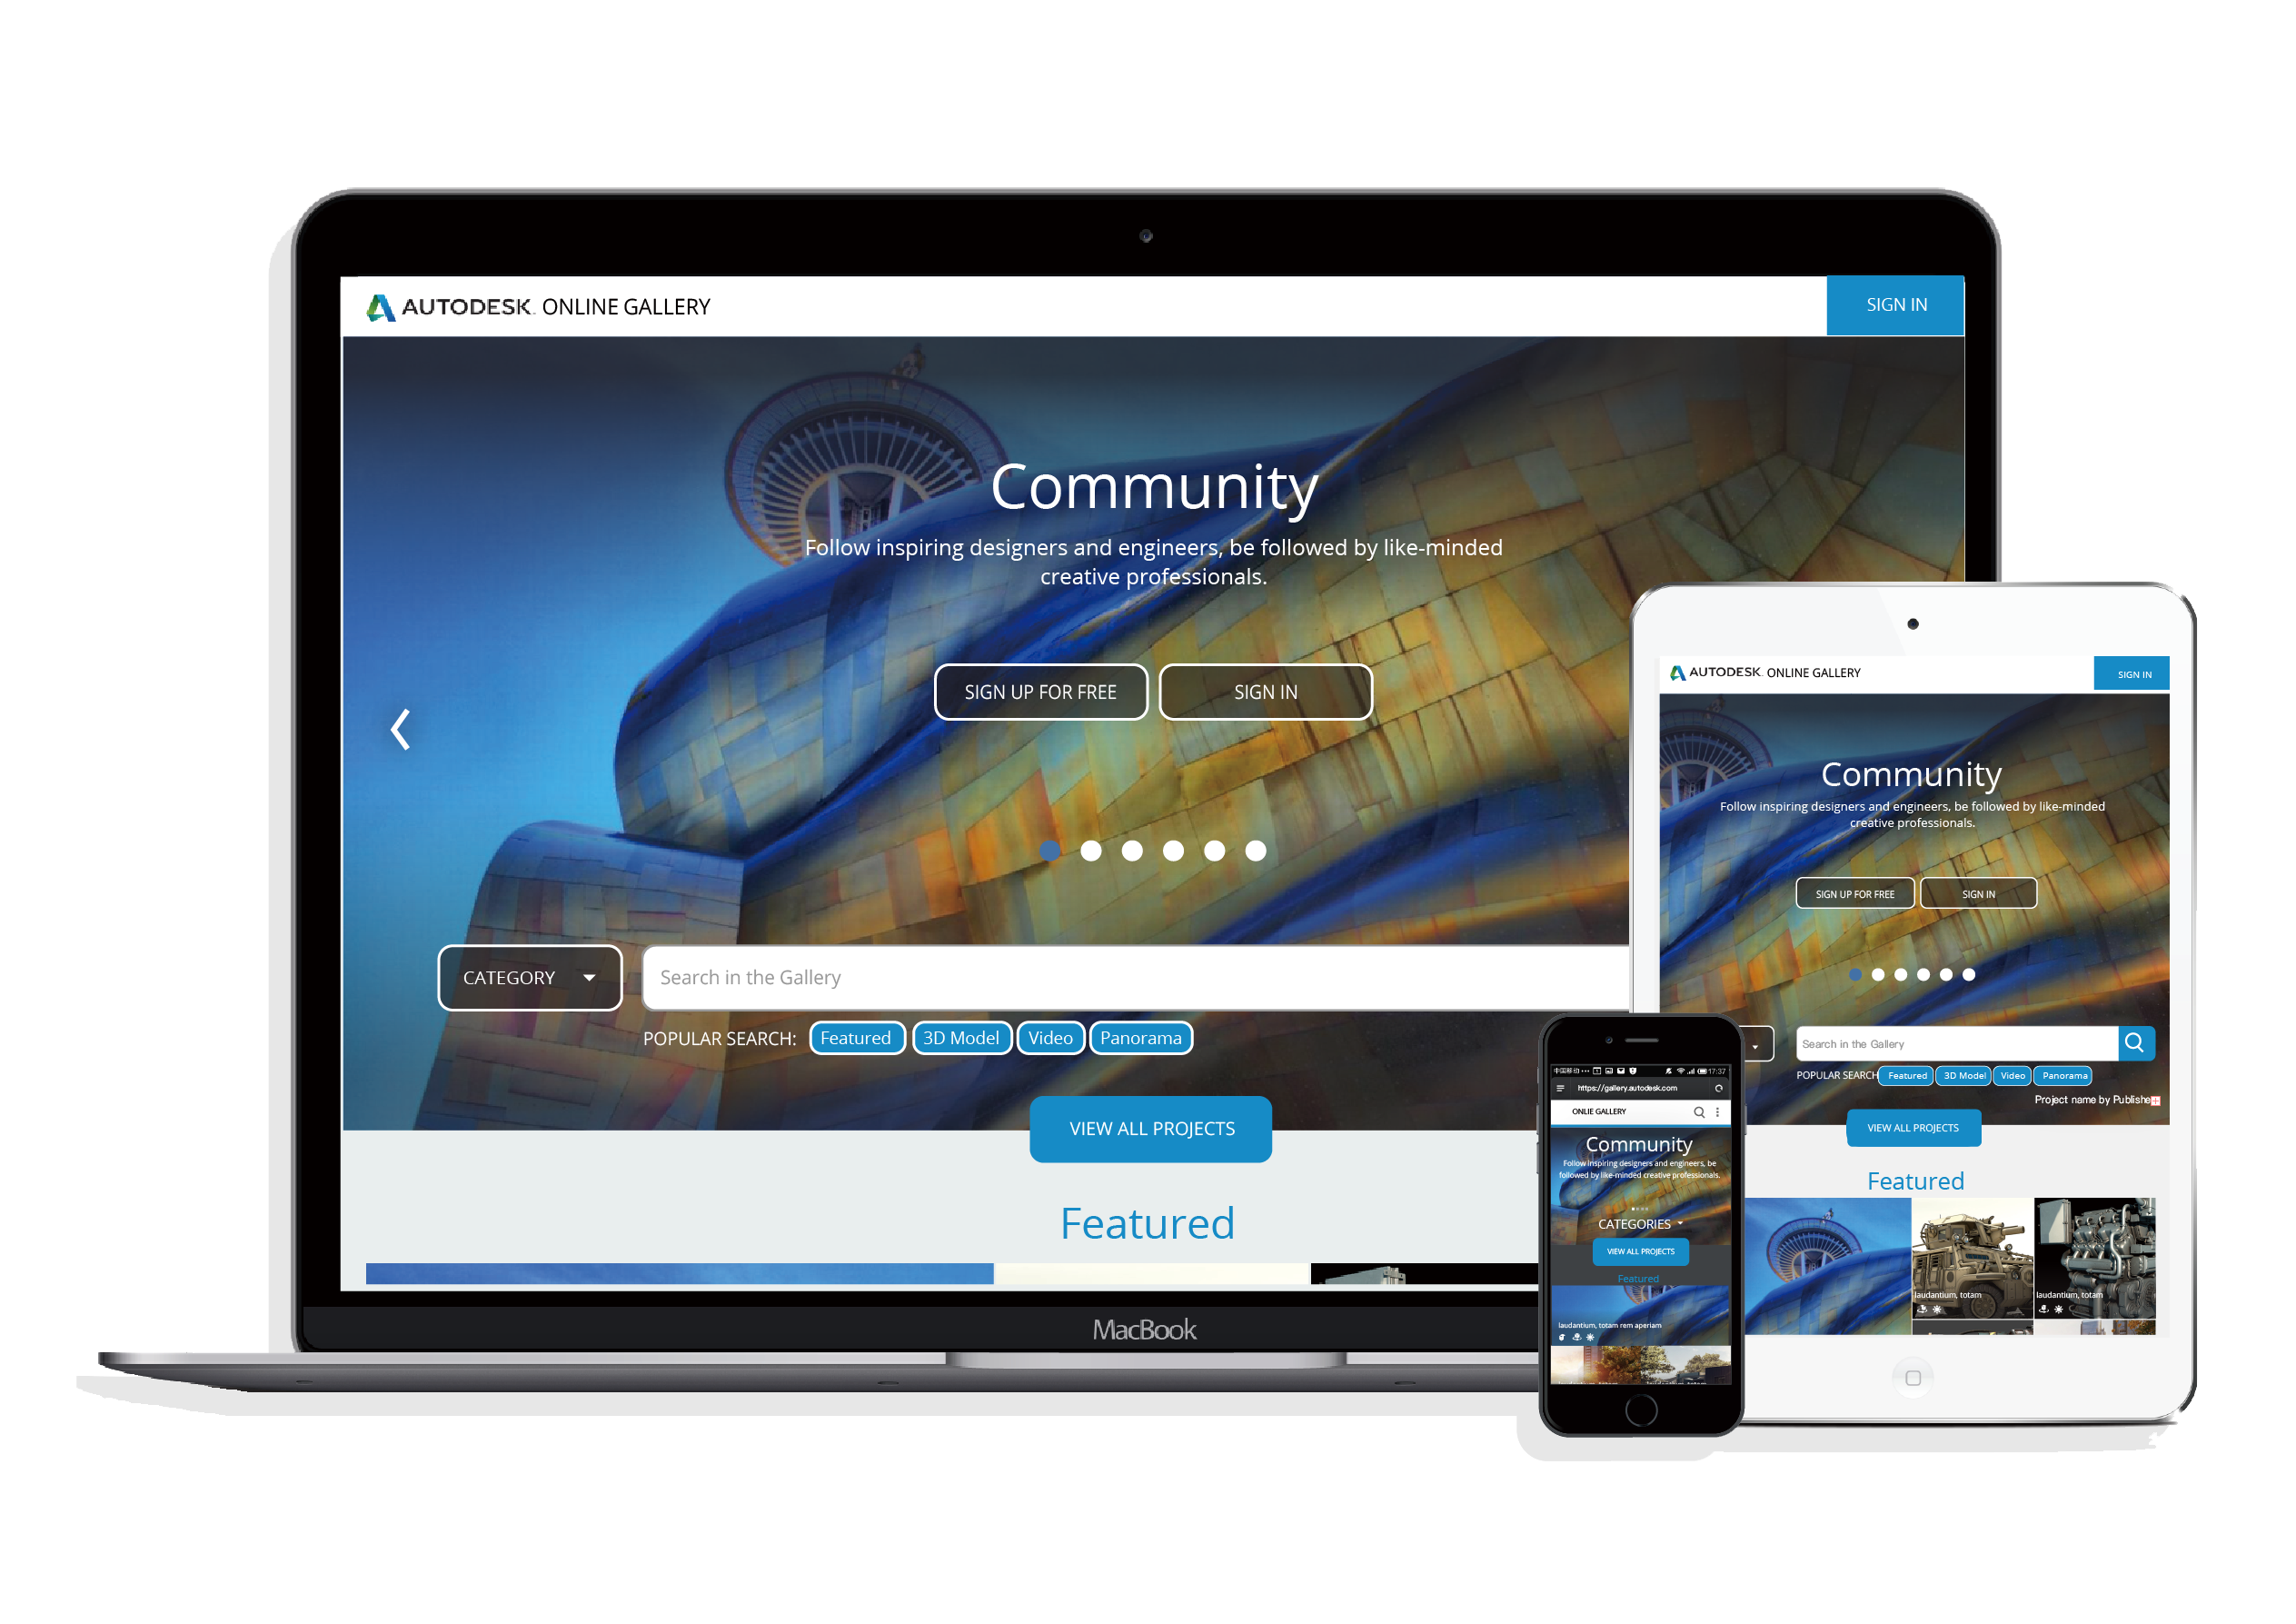 AUTODESK. ONLINE GALLERY
SIGN IN
Community
Follow inspiring designers and engineers, be followed by like-minded
creative professionals.
SIGN UP FOR FREE
SIGN IN
CATEGORY
Search in the Gallery
POPULAR SEARCH: Featured 3D Model Video Panorama
VIEW ALL PROJECTS
Featured
MacBook
AUTODESK. ONLINE GALLERY
SIGN IN
Community
Follow inspiring designers and engineers, be followed by like-minded
creative professionals.
SIGN UP FOR FREE
SIGN IN
Search in the Gallery
POPULAR SEARCH Featured 3D Model Video Panorama
Project name by Publishe
VIEW ALL PROJECTS
Featured
laudantium, totam
laudantium, totam
中国移动 17:37
https://gallery.autodesk.com
ONLIE GALLERY
Community
Follow inspiring designers and engineers, be
followed by like-minded creative professionals.
CATEGORIES
VIEW ALL PROJECTS
Featured
laudantium, totam rem aperiam